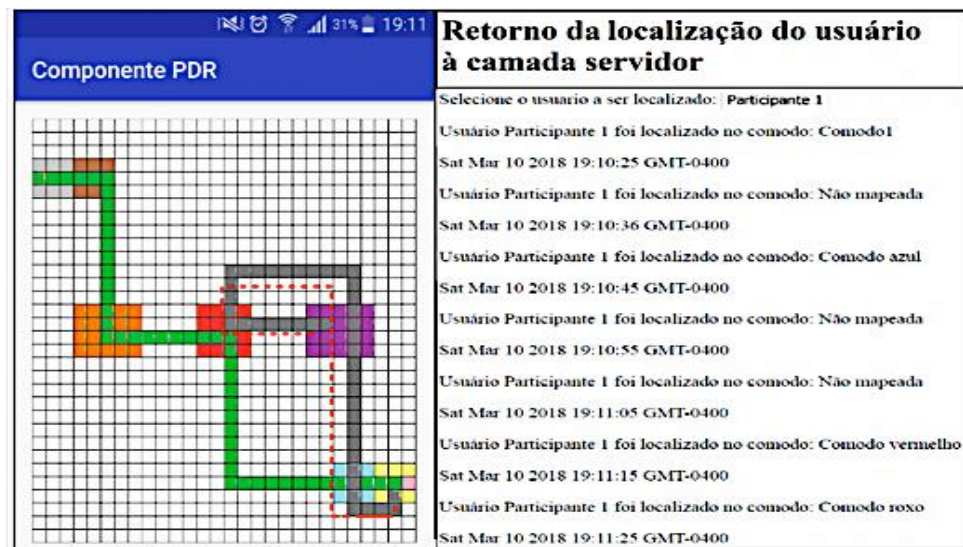 31% 19:11
Componente PDR
Retorno da localização do usuário
à camada servidor
Selecione o usuario a ser localizado: Participante 1
Usuário Participante 1 foi localizado no comodo: Comodo1
Sat Mar 10 2018 19:10:25 GMT-0400
Usuário Participante 1 foi localizado no comodo: Não mapeada
Sat Mar 10 2018 19:10:36 GMT-0400
Usuário Participante 1 foi localizado no comodo: Comodo azul
Sat Mar 10 2018 19:10:45 GMT-0400
Usuário Participante 1 foi localizado no comodo: Não mapeada
Sat Mar 10 2018 19:10:55 GMT-0400
Usuário Participante 1 foi localizado no comodo: Não mapeada
Sat Mar 10 2018 19:11:05 GMT-0400
Usuário Participante 1 foi localizado no comodo: Comodo vermelho
Sat Mar 10 2018 19:11:15 GMT-0400
Usuário Participante 1 foi localizado no comodo: Comodo roxo
Sat Mar 10 2018 19:11:25 GMT-0400